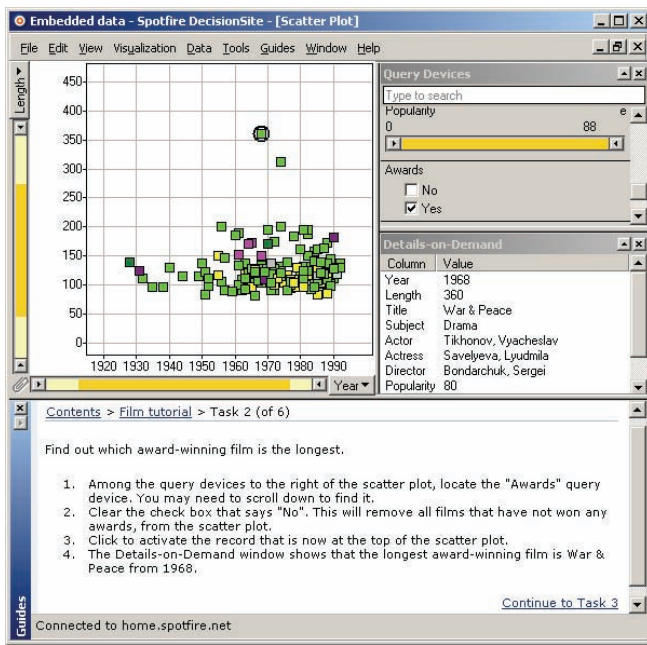 Embedded data - Spotfire DecisionSite - [Scatter Plot]
File Edit View Visualization Data Tools Guides Window Help
Length
450
400
350
300
250
200
150
100
50
0
1920 1930 1940 1950 1960 1970 1980 1990
Year
Query Devices
Type to search
Popularity e
0 88
Awards
No
Yes
Details-on-Demand
Column Value
Year 1968
Length 360
Title War & Peace
Subject Drama
Actor Tikhonov, Vyacheslav
Actress Savelyeva, Lyudmila
Director Bondarchuk, Sergei
Popularity 80
Guides
Contents > Film tutorial > Task 2 (of 6)
Find out which award-winning film is the longest.
1. Among the query devices to the right of the scatter plot, locate the "Awards" query
device. You may need to scroll down to find it.
2. Clear the check box that says "No". This will remove all films that have not won any
awards, from the scatter plot.
3. Click to activate the record that is now at the top of the scatter plot.
4. The Details-on-Demand window shows that the longest award-winning film is War &
Peace from 1968.
Continue to Task 3
Connected to home.spotfire.net